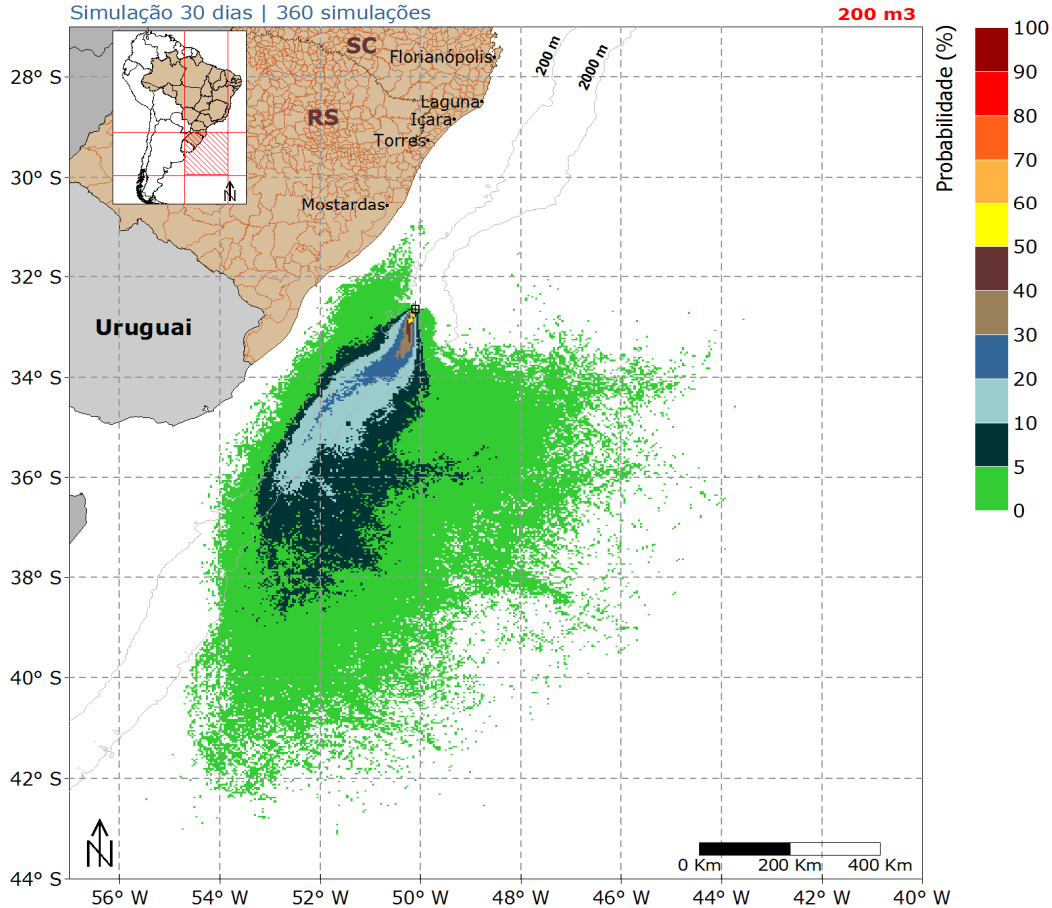 Simulação 30 dias | 360 simulações
200 m3
SC
Florianópolis
200 m
2000 m
Laguna
Içara
RS
Torres
Mostardas
Uruguai
N
N
0 Km 200 Km 400 Km
28° S
30° S
32° S
34° S
36° S
38° S
40° S
42° S
44° S
56° W 54° W 52° W 50° W 48° W 46° W 44° W 42° W 40° W
Probabilidade (%)
100
90
80
70
60
50
40
30
20
10
5
0